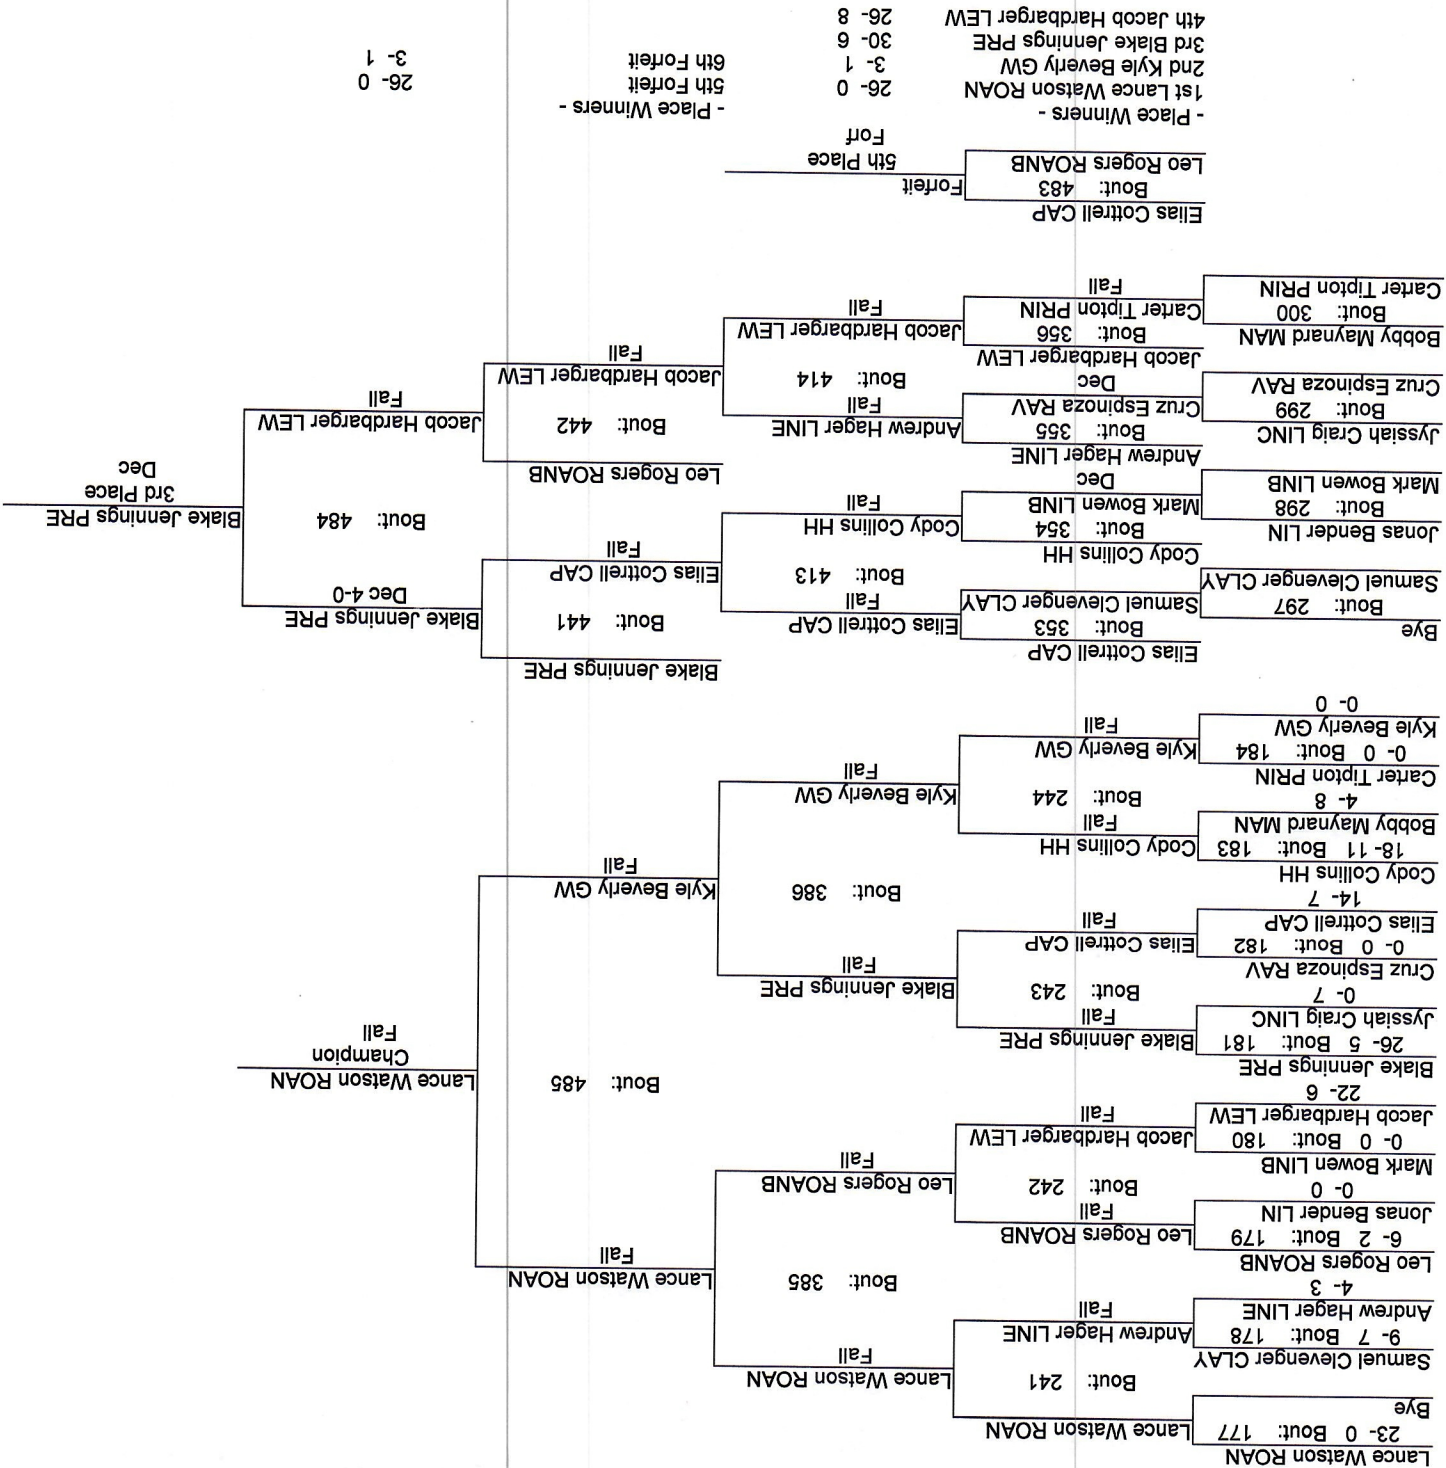 Lance Watson ROAN
23- 0 Bout: 177
Lance Watson ROAN
Bye
Bout: 241
Lance Watson ROAN
Fall
Samuel Clevenger CLAY
9- 7 Bout: 178
Andrew Hager LINE
Fall
Andrew Hager LINE
4- 3
Bout: 385
Lance Watson ROAN
Fall
Leo Rogers ROANB
6- 2 Bout: 179
Leo Rogers ROANB
Fall
Jonas Bender LIN
0- 0
Bout: 242
Leo Rogers ROANB
Fall
Mark Bowen LINB
0- 0 Bout: 180
Jacob Hardbarger LEW
Fall
Jacob Hardbarger LEW
22- 6
Bout: 485
Lance Watson ROAN
Champion
Fall
Blake Jennings PRE
26- 5 Bout: 181
Blake Jennings PRE
Fall
Jyssiah Craig LINC
0- 7
Bout: 243
Blake Jennings PRE
Fall
Cruz Espinoza RAV
0- 0 Bout: 182
Elias Cottrell CAP
Fall
Elias Cottrell CAP
14- 7
Bout: 386
Kyle Beverly GW
Fall
Cody Collins HH
18- 11 Bout: 183
Cody Collins HH
Fall
Bobby Maynard MAN
4- 8
Bout: 244
Kyle Beverly GW
Fall
Carter Tipton PRIN
0- 0 Bout: 184
Kyle Beverly GW
Fall
Kyle Beverly GW
0- 0
Blake Jennings PRE
Elias Cottrell CAP
Bye
Bout: 297
Bout: 353
Elias Cottrell CAP
Fall
Bout: 441
Blake Jennings PRE
Dec 4-0
Samuel Clevenger CLAY
Samuel Clevenger CLAY
Bout: 413
Elias Cottrell CAP
Fall
Cody Collins HH
Jonas Bender LIN
Bout: 298
Bout: 354
Cody Collins HH
Fall
Mark Bowen LINB
Mark Bowen LINB
Dec
Bout: 484
Blake Jennings PRE
3rd Place
Dec
Leo Rogers ROANB
Andrew Hager LINE
Jyssiah Craig LINC
Bout: 299
Bout: 355
Andrew Hager LINE
Fall
Bout: 442
Jacob Hardbarger LEW
Fall
Cruz Espinoza RAV
Cruz Espinoza RAV
Dec
Bout: 414
Jacob Hardbarger LEW
Fall
Jacob Hardbarger LEW
Bobby Maynard MAN
Bout: 300
Bout: 356
Jacob Hardbarger LEW
Fall
Carter Tipton PRIN
Carter Tipton PRIN
Fall
Elias Cottrell CAP
Bout: 483
Forfeit
Leo Rogers ROANB
5th Place
Forf
- Place Winners -
1st Lance Watson ROAN 26- 0
2nd Kyle Beverly GW 3- 1
3rd Blake Jennings PRE 30- 6
4th Jacob Hardbarger LEW 26- 8
- Place Winners -
5th Forfeit 26- 0
6th Forfeit 3- 1